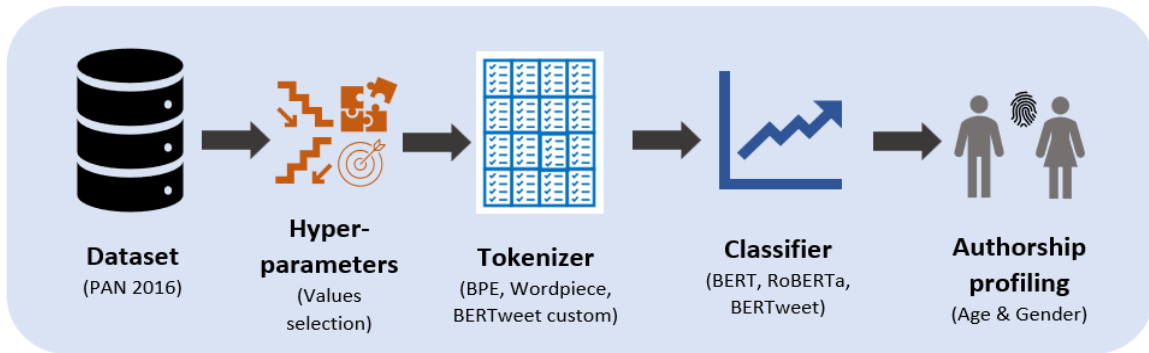 Dataset
(PAN 2016)
Hyper-
parameters
(Values
selection)
Tokenizer
(BPE, Wordpiece,
BERTweet custom)
Classifier
(BERT, RoBERTa,
BERTweet)
Authorship
profiling
(Age & Gender)